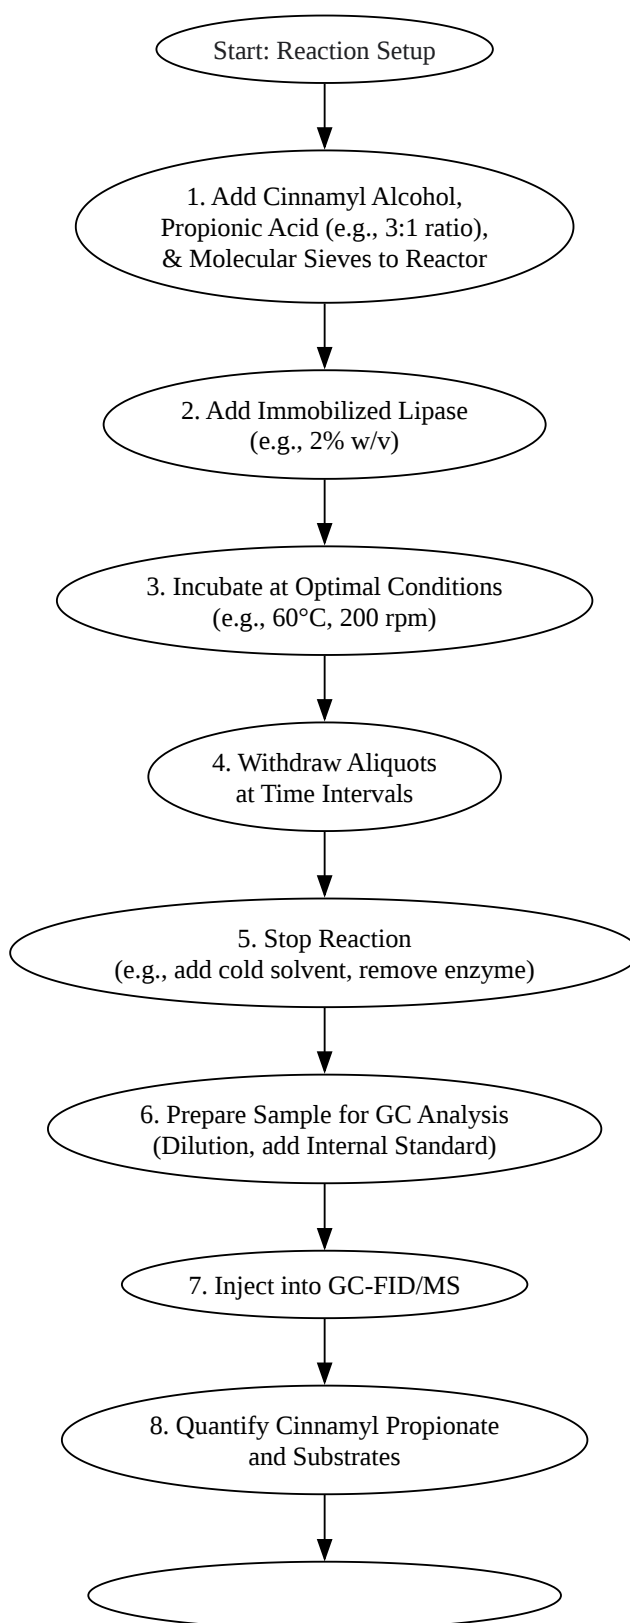 Start: Reaction Setup
1. Add Cinnamyl Alcohol,
Propionic Acid (e.g., 3:1 ratio),
& Molecular Sieves to Reactor
2. Add Immobilized Lipase
(e.g., 2% w/v)
3. Incubate at Optimal Conditions
(e.g., 60°C, 200 rpm)
4. Withdraw Aliquots
at Time Intervals
5. Stop Reaction
(e.g., add cold solvent, remove enzyme)
6. Prepare Sample for GC Analysis
(Dilution, add Internal Standard)
7. Inject into GC-FID/MS
8. Quantify Cinnamyl Propionate
and Substrates